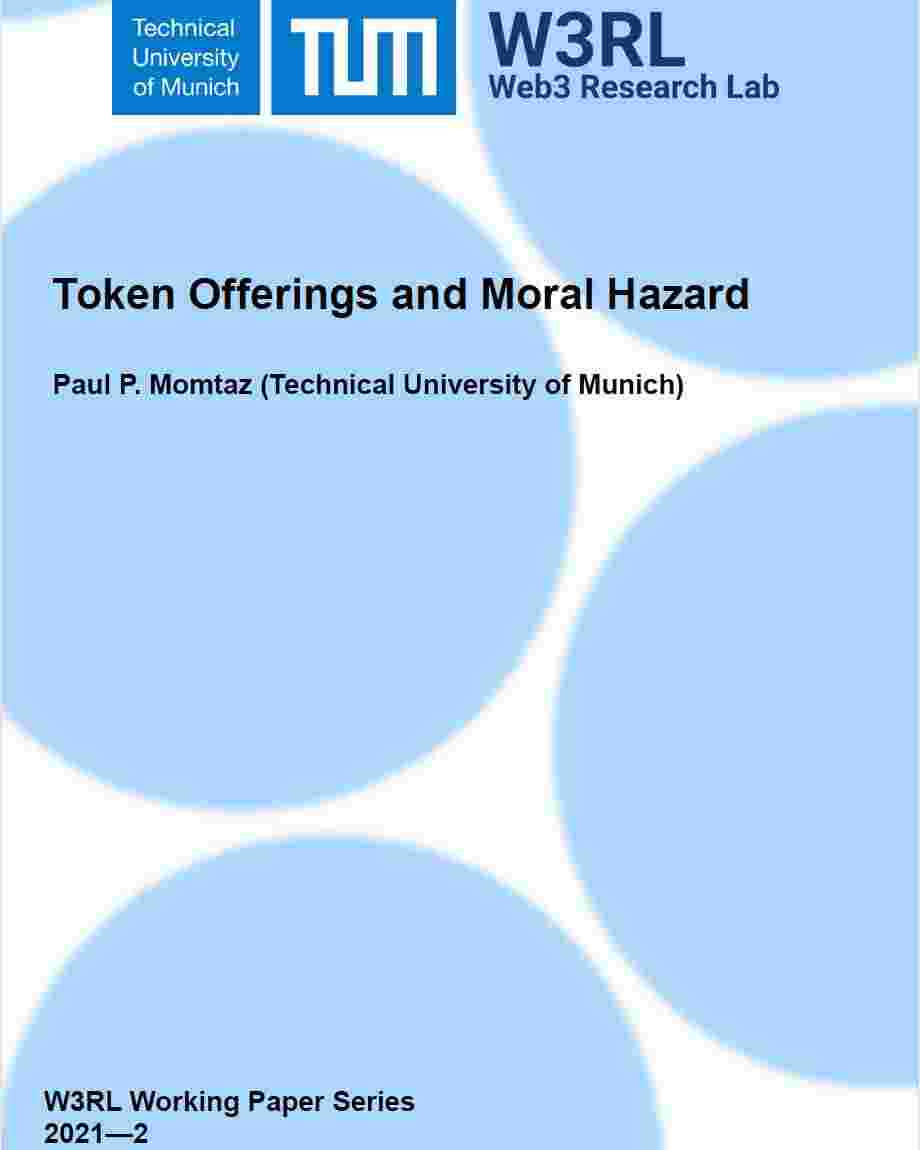 Technical
University
of Munich
TUM
W3RL
Web3 Research Lab
Token Offerings and Moral Hazard
Paul P. Momtaz (Technical University of Munich)
W3RL Working Paper Series
2021—2